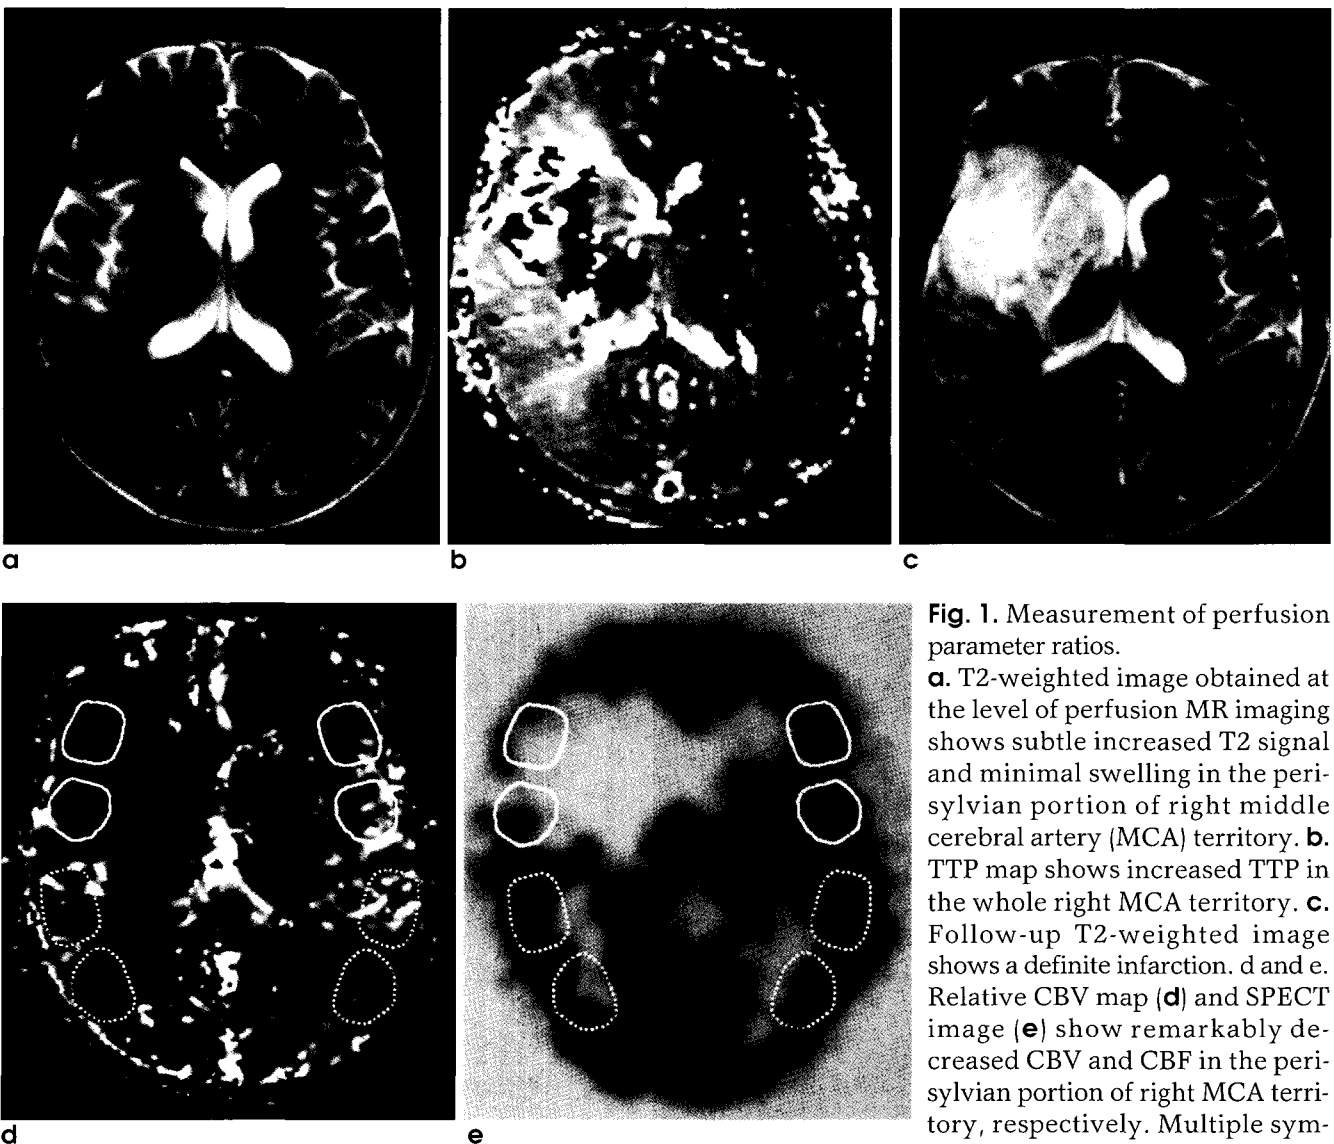 a
b
c
d
e
Fig. 1. Measurement of perfusion
parameter ratios.
a. T2-weighted image obtained at
the level of perfusion MR imaging
shows subtle increased T2 signal
and minimal swelling in the peri-
sylvian portion of right middle
cerebral artery (MCA) territory. b.
TTP map shows increased TTP in
the whole right MCA territory. c.
Follow-up T2-weighted image
shows a definite infarction. d and e.
Relative CBV map (d) and SPECT
image (e) show remarkably de-
creased CBV and CBF in the peri-
sylvian portion of right MCA terri-
tory, respectively. Multiple sym-